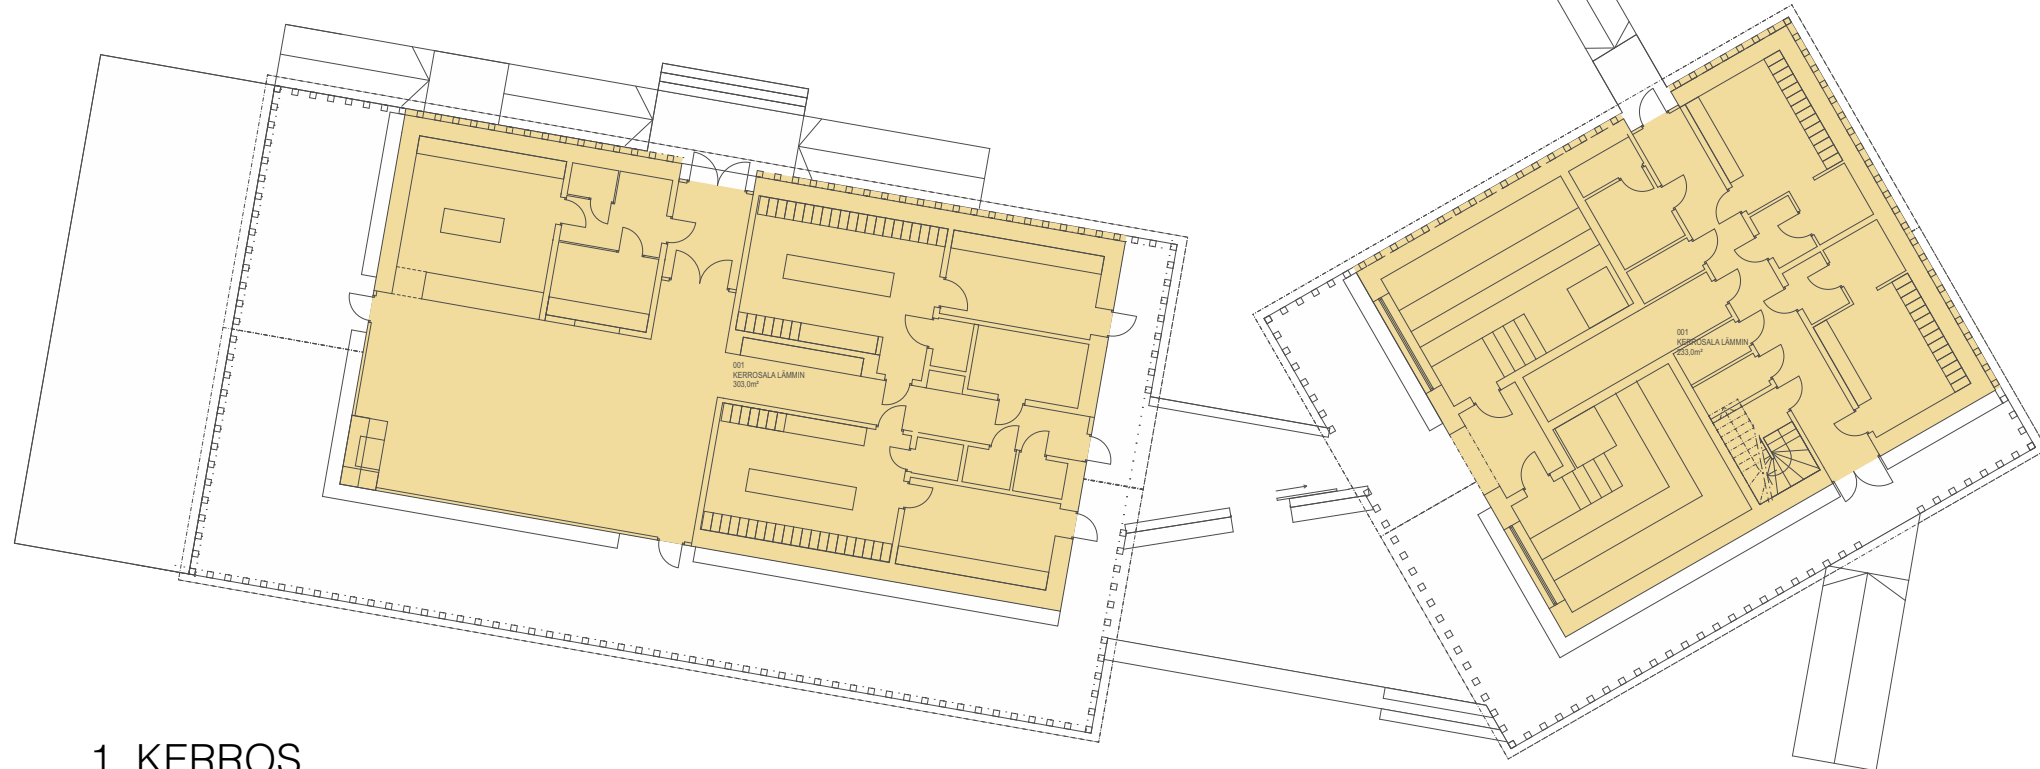 001
KERROSALA LÄMMIN
303,0m²
001
KERROSALA LÄMMIN
233,0m²
1 KERROS